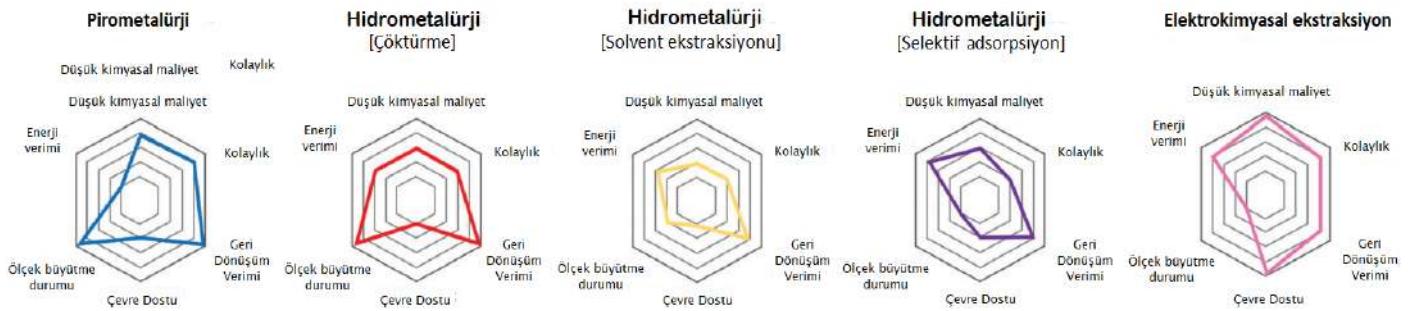 Pirometalürji
Düşük kimyasal maliyet
Kolaylık
Düşük kimyasal maliyet
Enerji
verimi
Kolaylık
Geri
Dönüşüm
Verimi
Ölçek büyütme
durumu
Çevre Dostu
Hidrometalürji
[Çöktürme]
Düşük kimyasal maliyet
Enerji
verimi
Kolaylık
Geri
Dönüşüm
Verimi
Ölçek büyütme
durumu
Çevre Dostu
Hidrometalürji
[Solvent ekstraksiyonu]
Düşük kimyasal maliyet
Enerji
verimi
Kolaylık
Geri
Dönüşüm
Verimi
Ölçek büyütme
durumu
Çevre Dostu
Hidrometalürji
[Selektif adsorpsiyon]
Düşük kimyasal maliyet
Enerji
verimi
Kolaylık
Geri
Dönüşüm
Verimi
Ölçek büyütme
durumu
Çevre Dostu
Elektrokimyasal ekstraksiyon
Düşük kimyasal maliyet
Enerji
verimi
Kolaylık
Geri
Dönüşüm
Verimi
Ölçek büyütme
durumu
Çevre Dostu